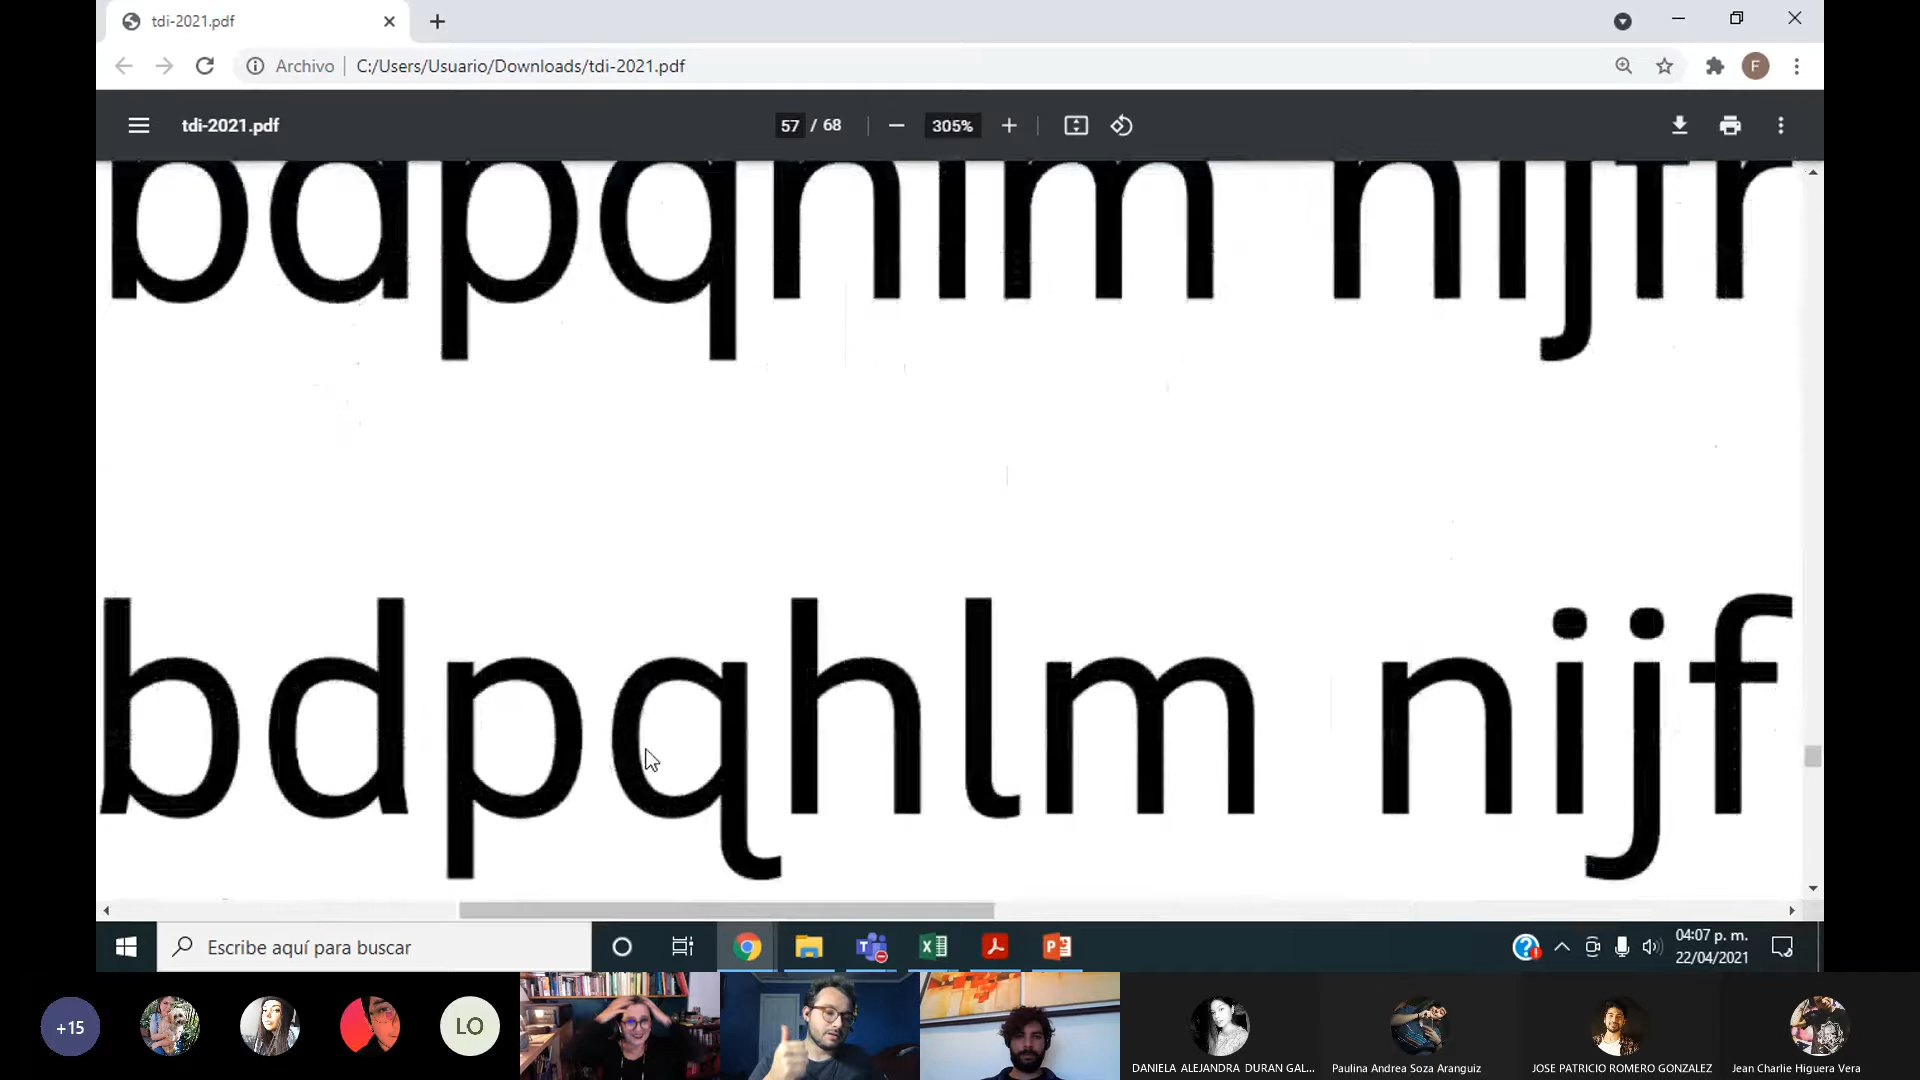 tdi-2021.pdf
Archivo | C:/Users/Usuario/Downloads/tdi-2021.pdf
F
tdi-2021.pdf
57 / 68
305%
bdpqhlm nijfr
bdpqhlm nijf
Escribe aquí para buscar
04:07 p. m.
22/04/2021
+15
LO
DANIELA ALEJANDRA DURAN GAL...
Paulina Andrea Soza Aranguiz
JOSE PATRICIO ROMERO GONZALEZ
Jean Charlie Higuera Vera